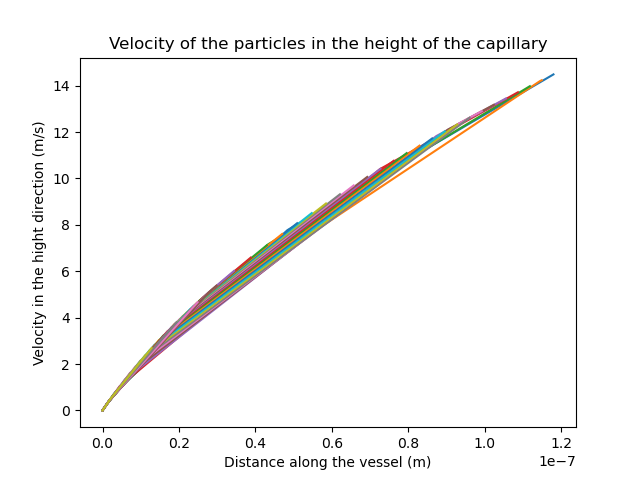 Velocity of the particles in the height of the capillary
Velocity in the hight direction (m/s)
14
12
10
8
6
4
2
0
0.0 0.2 0.4 0.6 0.8 1.0 1.2
1e−7
Distance along the vessel (m)